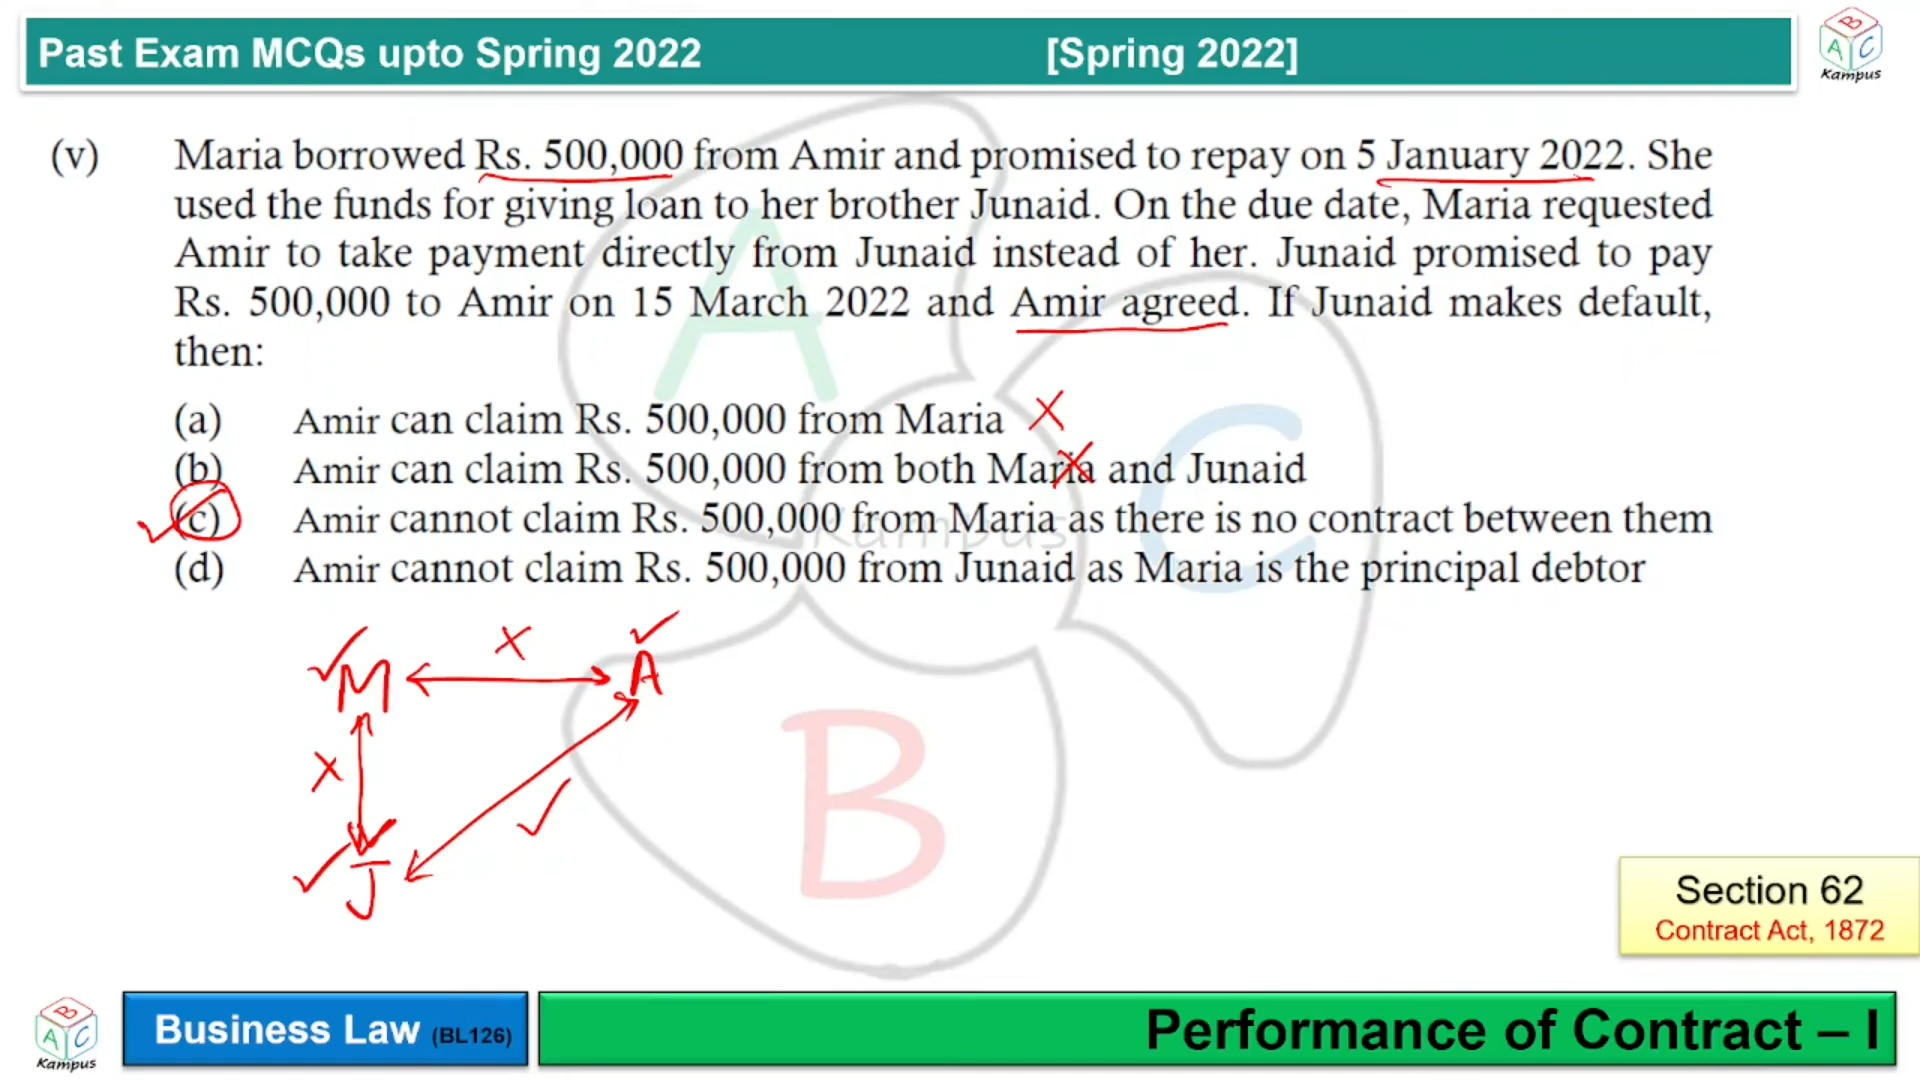 Past Exam MCQs upto Spring 2022 [Spring 2022]
B
A C
Kampus
(v) Maria borrowed Rs. 500,000 from Amir and promised to repay on 5 January 2022. She
used the funds for giving loan to her brother Junaid. On the due date, Maria requested
Amir to take payment directly from Junaid instead of her. Junaid promised to pay
Rs. 500,000 to Amir on 15 March 2022 and Amir agreed. If Junaid makes default,
then:
(a) Amir can claim Rs. 500,000 from Maria
(b) Amir can claim Rs. 500,000 from both Maria and Junaid
(c) Amir cannot claim Rs. 500,000 from Maria as there is no contract between them
(d) Amir cannot claim Rs. 500,000 from Junaid as Maria is the principal debtor
A
C
B
Kampus
M X A
X
J
Section 62
Contract Act, 1872
B
A C
Kampus
Business Law (BL126)
Performance of Contract – I